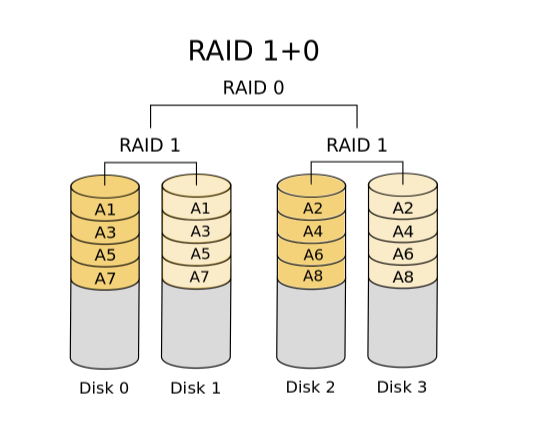 RAID 1+0
RAID 0
RAID 1
RAID 1
A1 A1 A2 A2
A3 A3 A4 A4
A5 A5 A6 A6
A7 A7 A8 A8
Disk 0 Disk 1 Disk 2 Disk 3